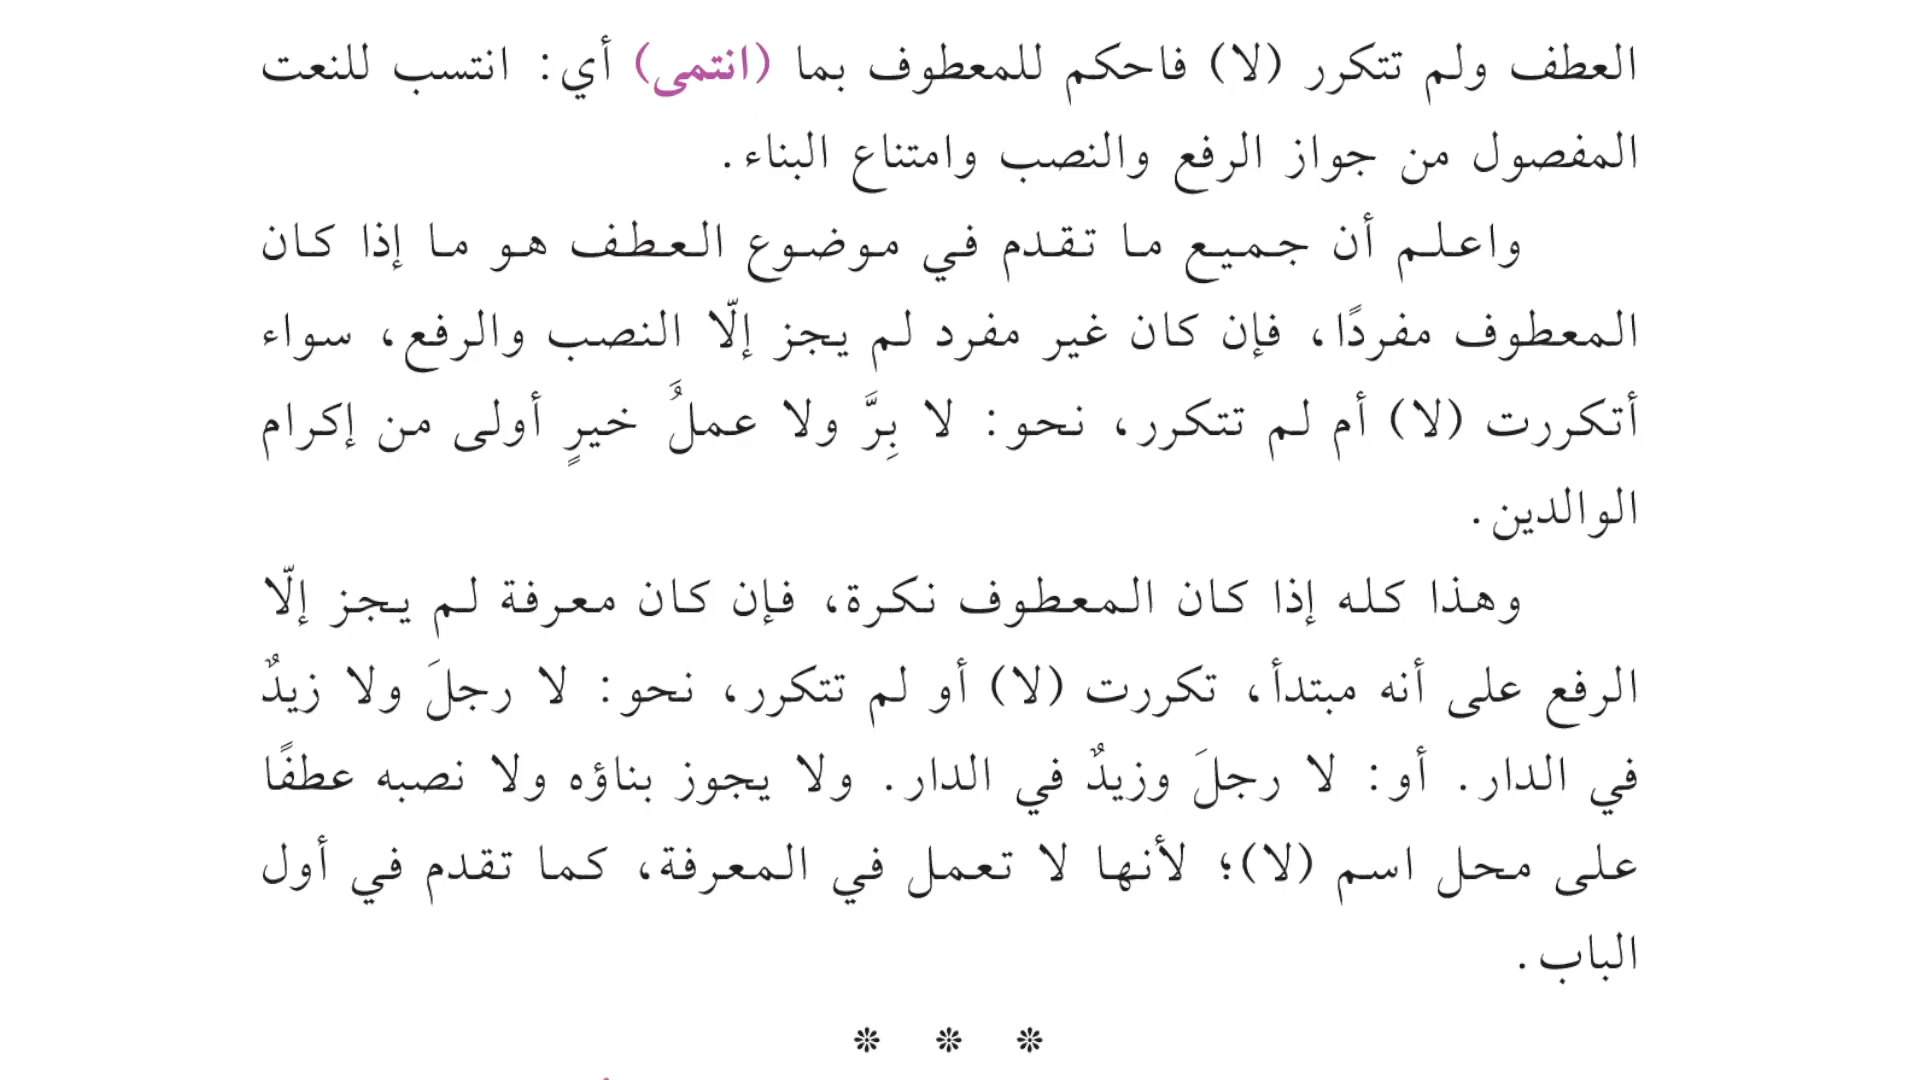 العطف ولم تتكرر (لا) فاحكم للمعطوف بما (انتمى) أي: انتسب للنعت
المفصول من جواز الرفع والنصب وامتناع البناء.
واعلم أن جميع ما تقدم في موضوع العطف هو ما إذا كان
المعطوف مفردًا، فإن كان غير مفرد لم يجز إلّا النصب والرفع، سواء
أتكررت (لا) أم لم تتكرر، نحو: لا بِرَّ ولا عملَُ خيرٍ أولى من إكرام
الوالدين.
وهذا كله إذا كان المعطوف نكرة، فإن كان معرفة لم يجز إلّا
الرفع على أنه مبتدأ، تكررت (لا) أو لم تتكرر، نحو: لا رجلَ ولا زيدٌ
في الدار. أو: لا رجلَ وزيدٌ في الدار. ولا يجوز بناؤه ولا نصبه عطفًا
على محل اسم (لا)؛ لأنها لا تعمل في المعرفة، كما تقدم في أول
الباب.
❊ ❊ ❊